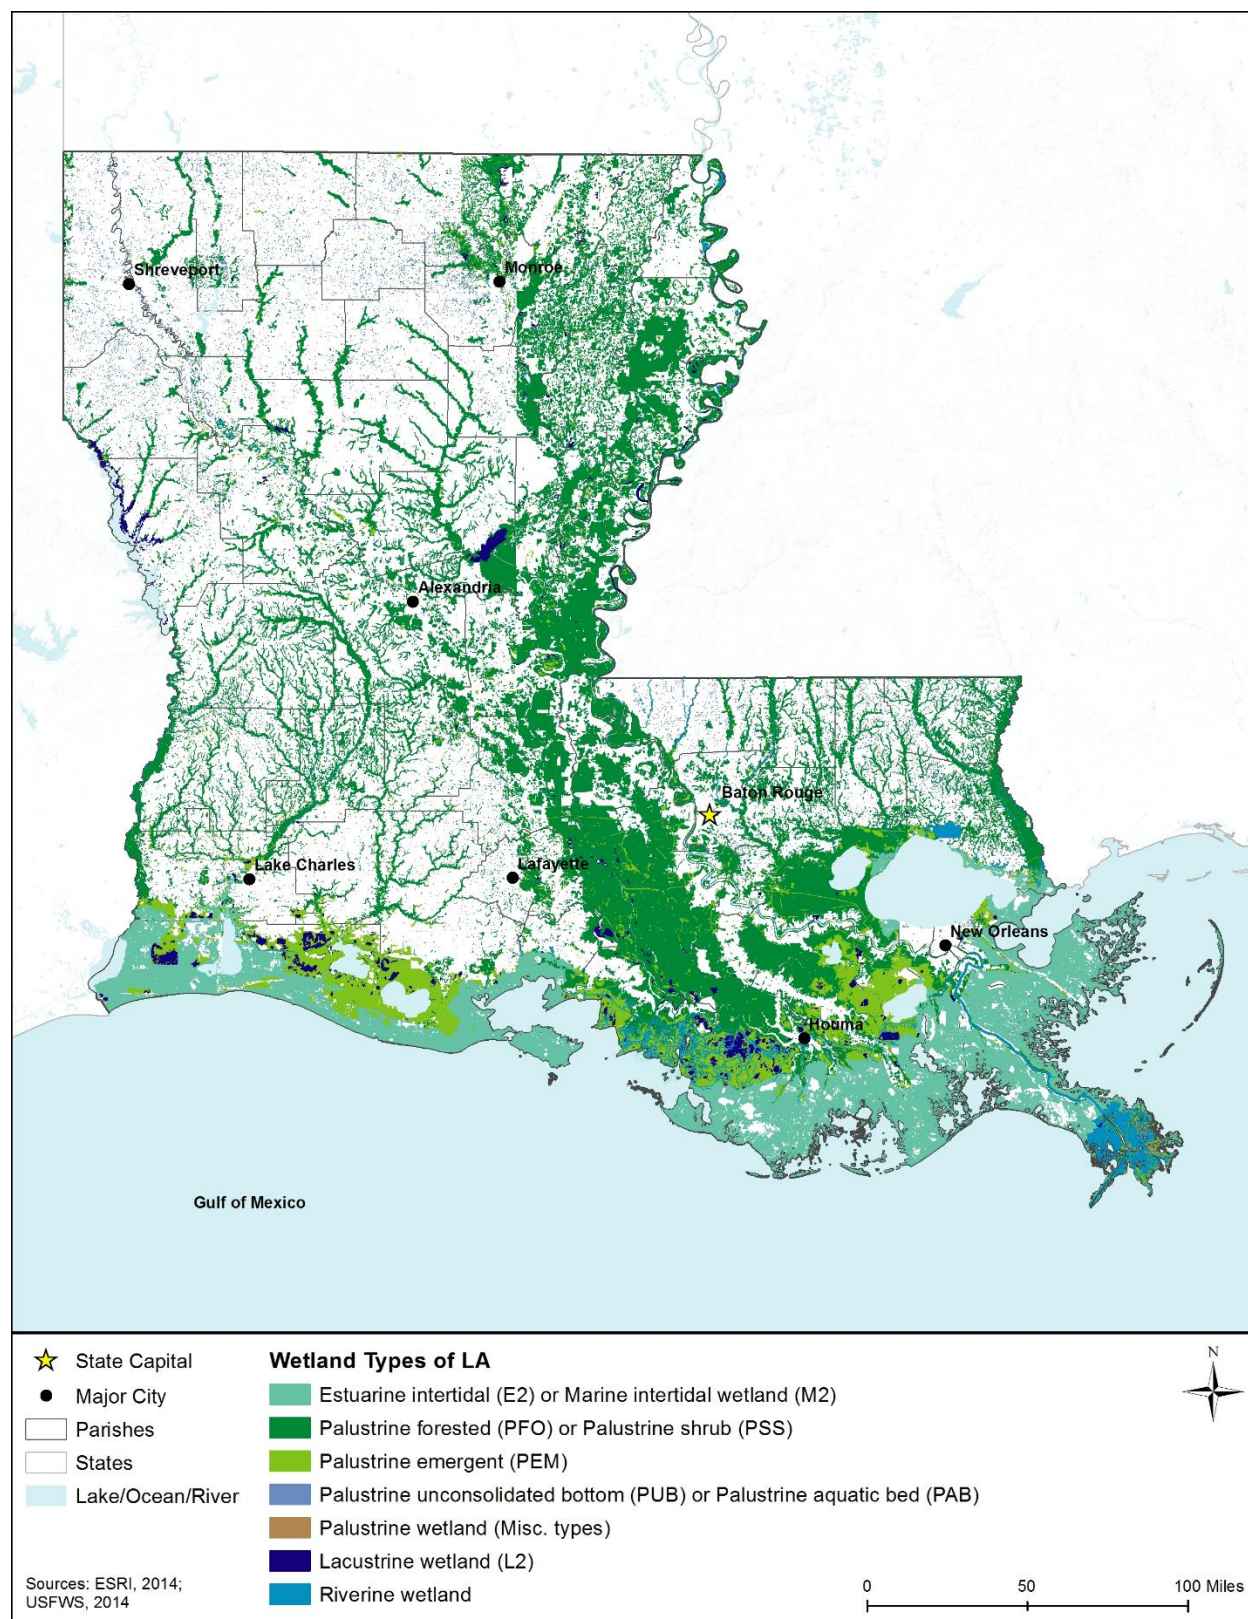 Shreveport
Monroe
Alexandria
Baton Rouge
Lake Charles
Lafayette
New Orleans
Houma
Gulf of Mexico
State Capital
Major City
Parishes
States
Lake/Ocean/River
Sources: ESRI, 2014;
USFWS, 2014
Wetland Types of LA
Estuarine intertidal (E2) or Marine intertidal wetland (M2)
Palustrine forested (PFO) or Palustrine shrub (PSS)
Palustrine emergent (PEM)
Palustrine unconsolidated bottom (PUB) or Palustrine aquatic bed (PAB)
Palustrine wetland (Misc. types)
Lacustrine wetland (L2)
Riverine wetland
N
0 50 100 Miles